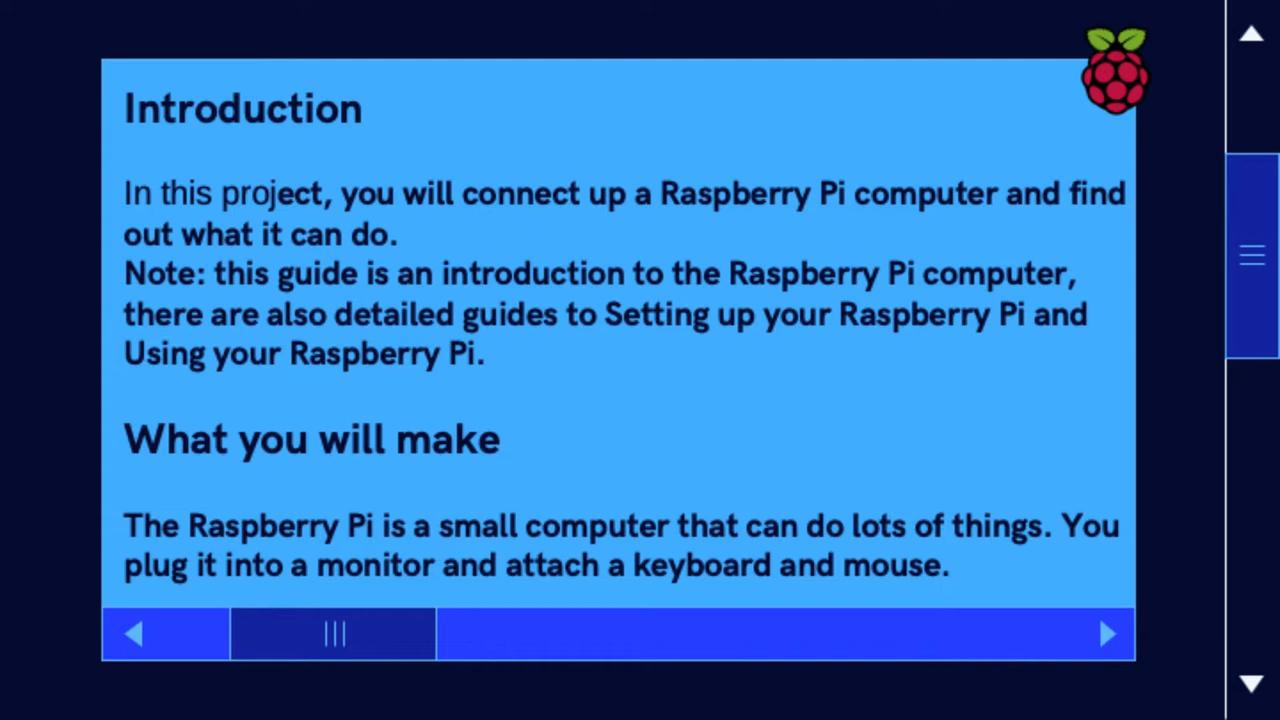 Introduction
In this project, you will connect up a Raspberry Pi computer and find
out what it can do.
Note: this guide is an introduction to the Raspberry Pi computer,
there are also detailed guides to Setting up your Raspberry Pi and
Using your Raspberry Pi.
What you will make
The Raspberry Pi is a small computer that can do lots of things. You
plug it into a monitor and attach a keyboard and mouse.